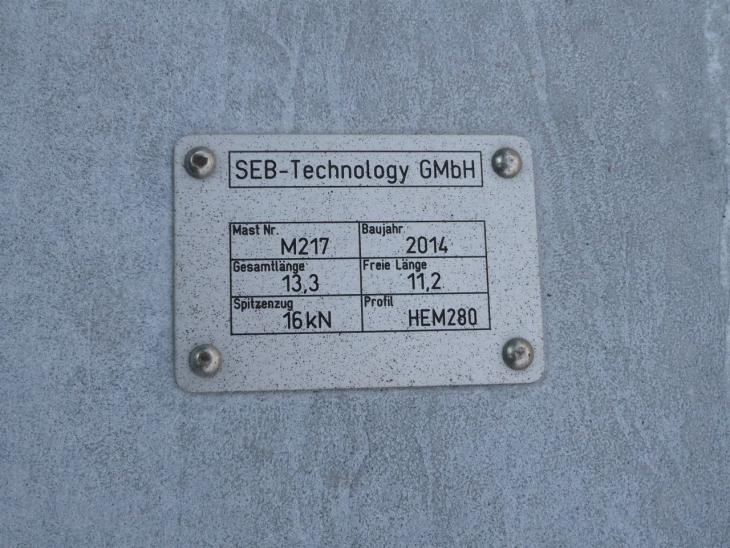 SEB-Technology GMbH
Mast Nr. Baujahr
M217 2014
Gesamtlänge Freie Länge
13,3 11,2
Spitzenzug Profil
16kN HEM280